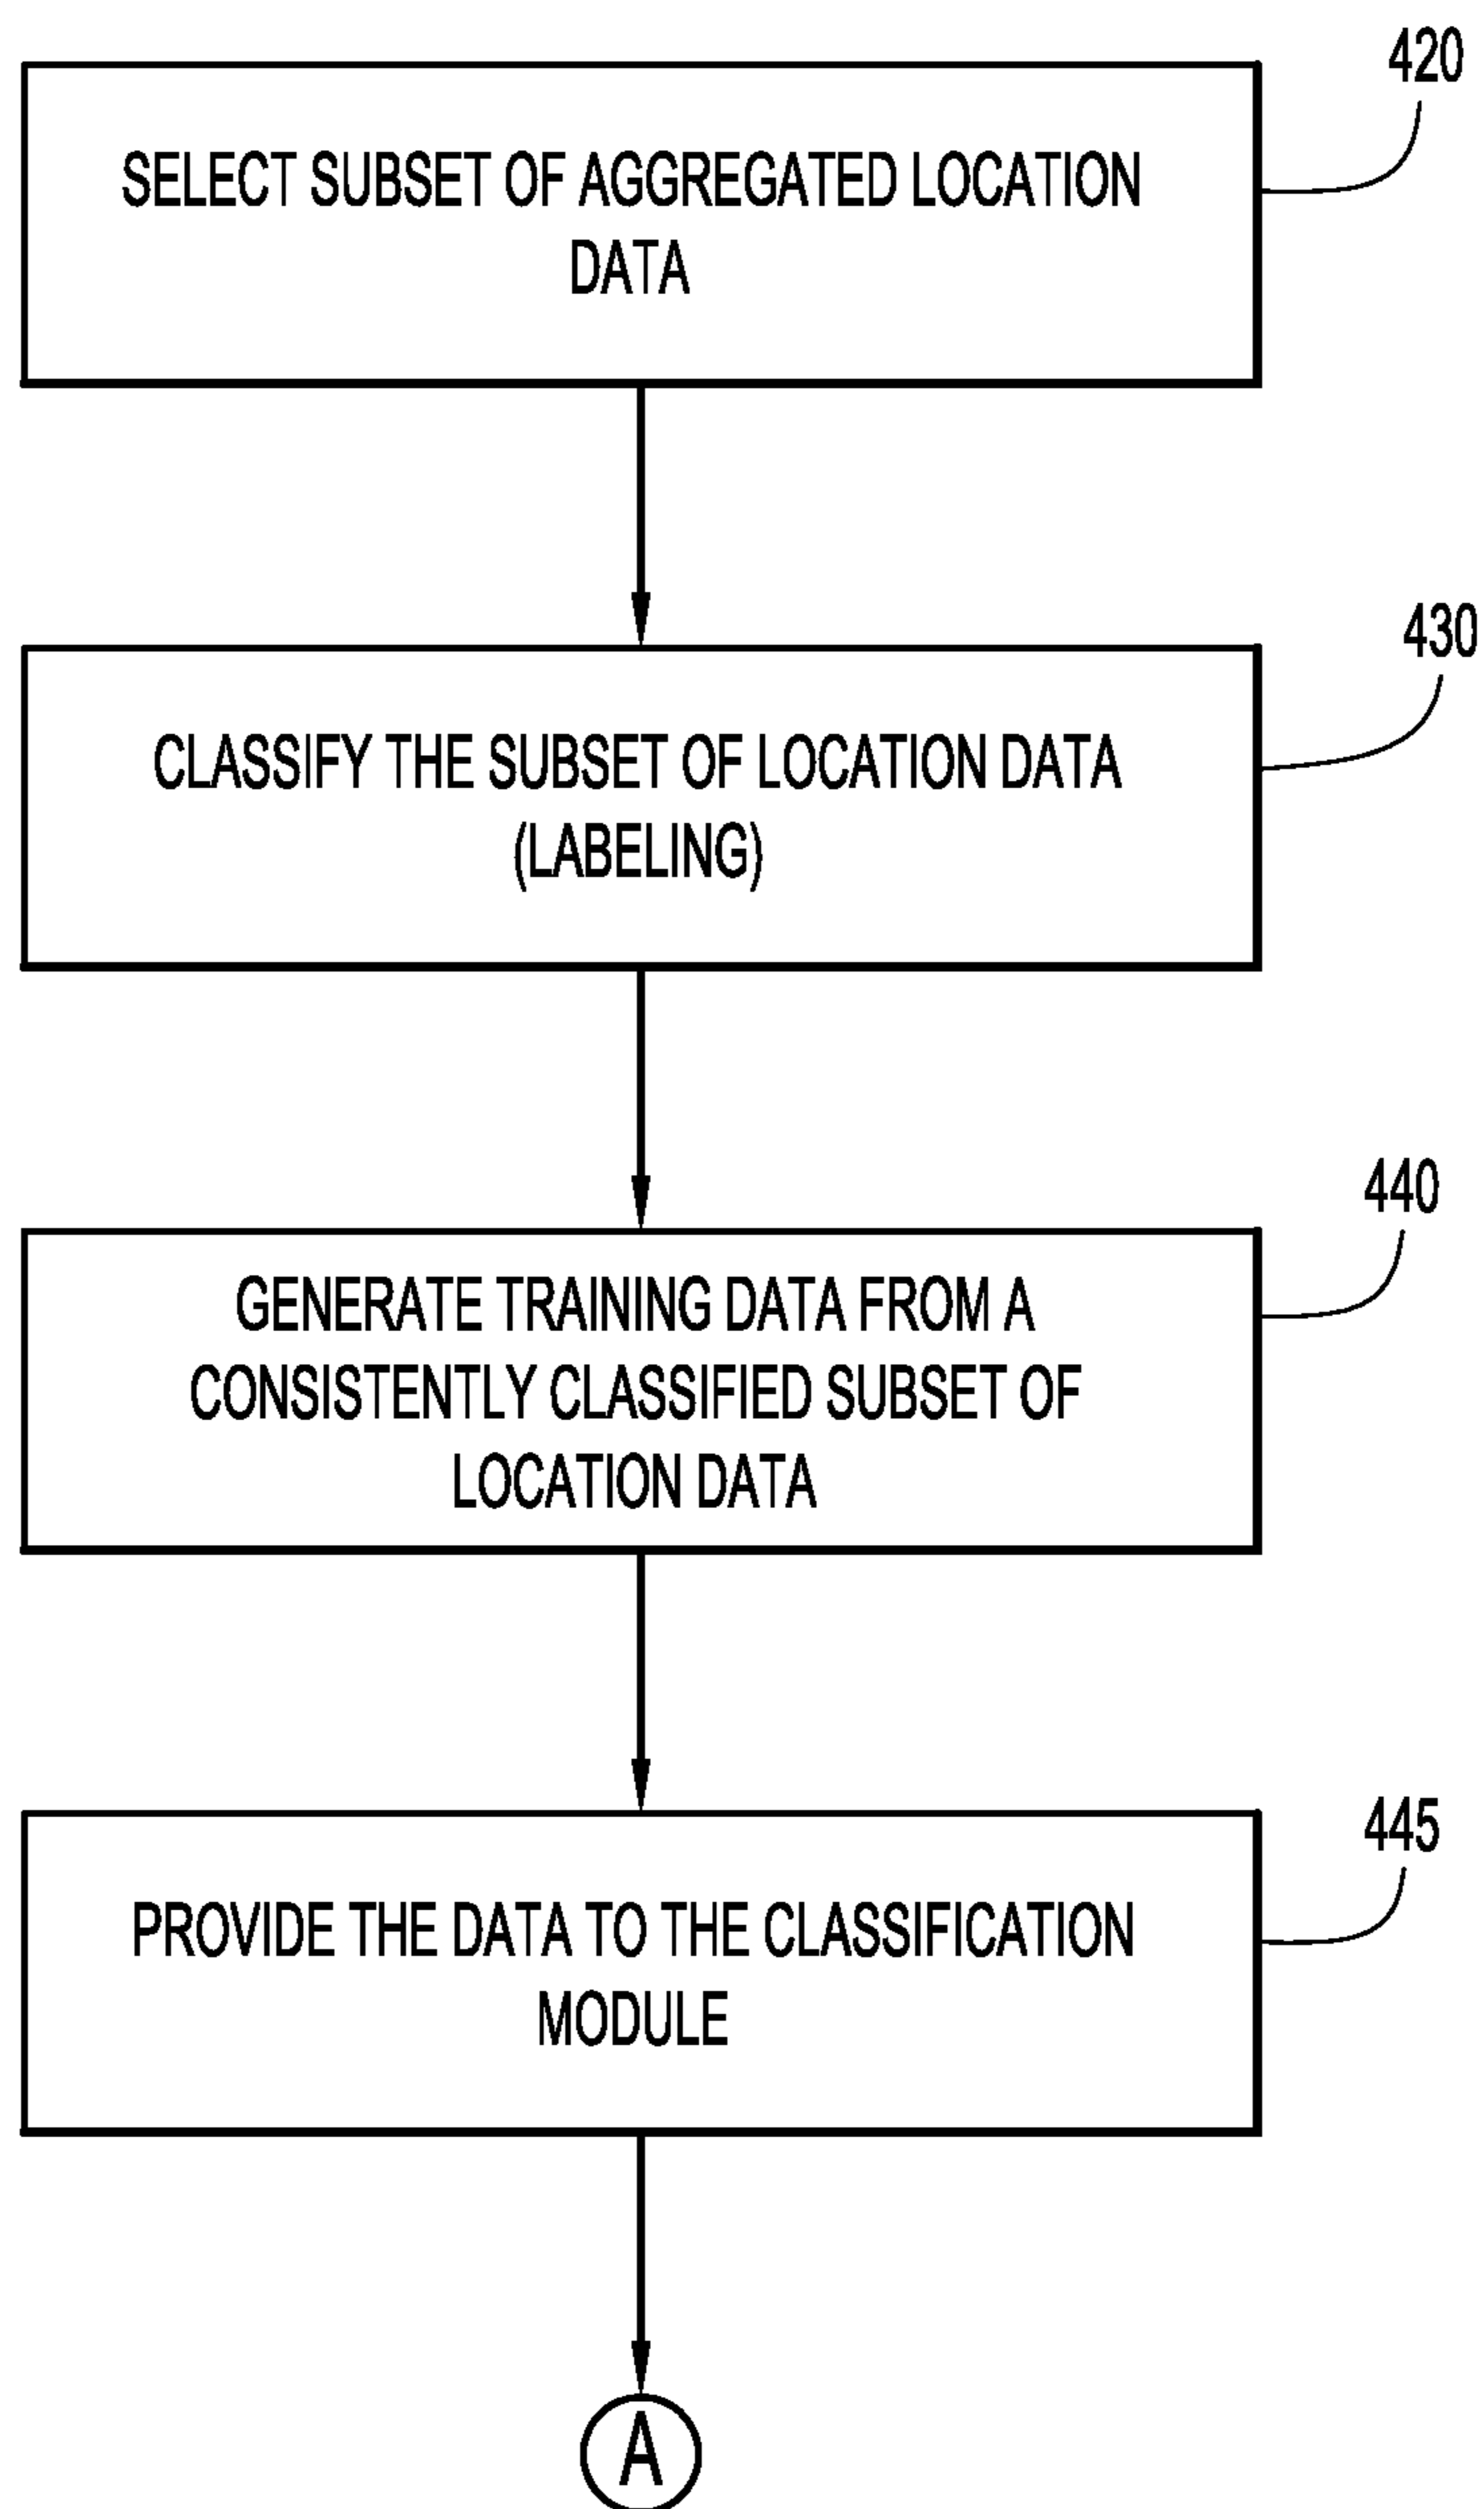 420
SELECT SUBSET OF AGGREGATED LOCATION
DATA
430
CLASSIFY THE SUBSET OF LOCATION DATA
(LABELING)
440
GENERATE TRAINING DATA FROM A
CONSISTENTLY CLASSIFIED SUBSET OF
LOCATION DATA
445
PROVIDE THE DATA TO THE CLASSIFICATION
MODULE
A